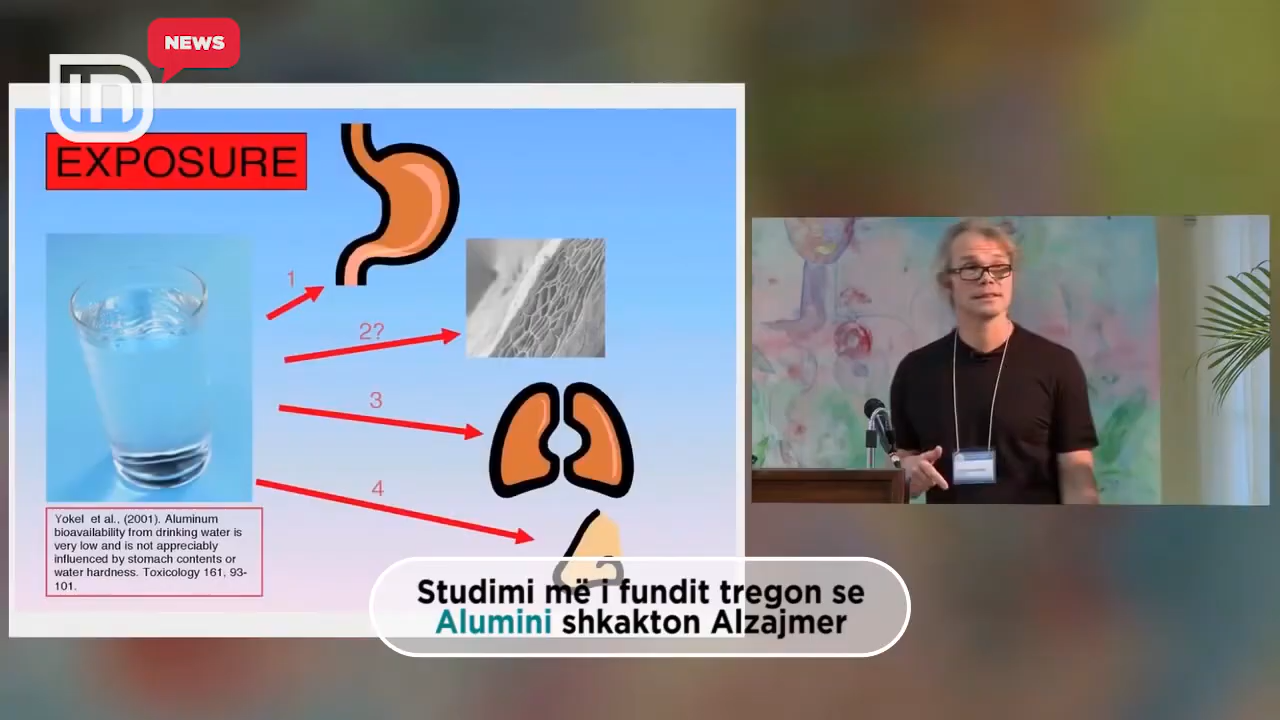 NEWS
IN
EXPOSURE
1
2?
3
4
Yokel et al., (2001). Aluminum
bioavailability from drinking water is
very low and is not appreciably
influenced by stomach contents or
water hardness. Toxicology 161, 93-
101.
Studimi më i fundit tregon se
Alumini shkakton Alzajmer